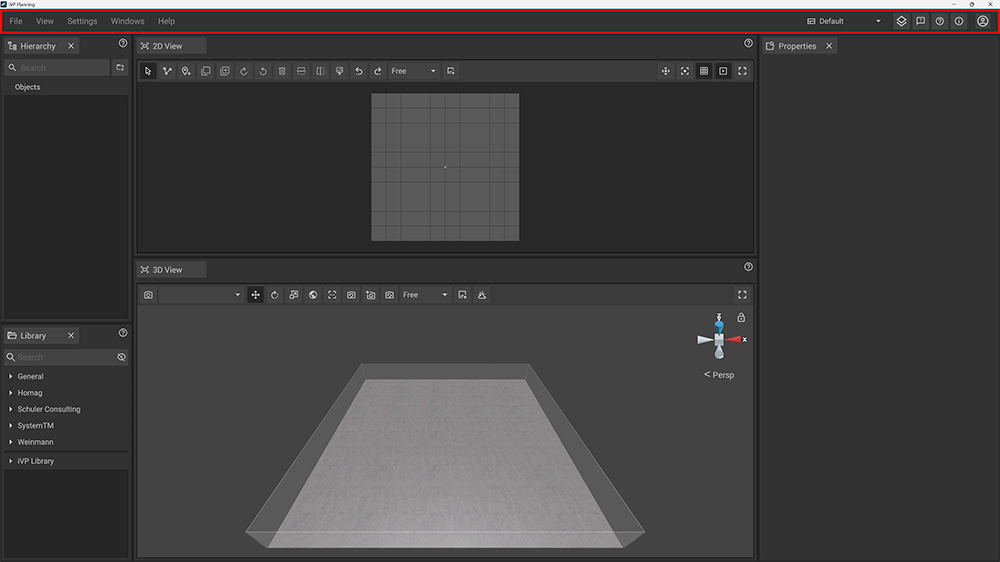 iVP Planning
File View Settings Windows Help Default
Hierarchy
Search
Objects
2D View
Free
Properties
3D View
Free
Z
X
< Persp
Library
Search
General
Homag
Schuler Consulting
SystemTM
Weinmann
iVP Library